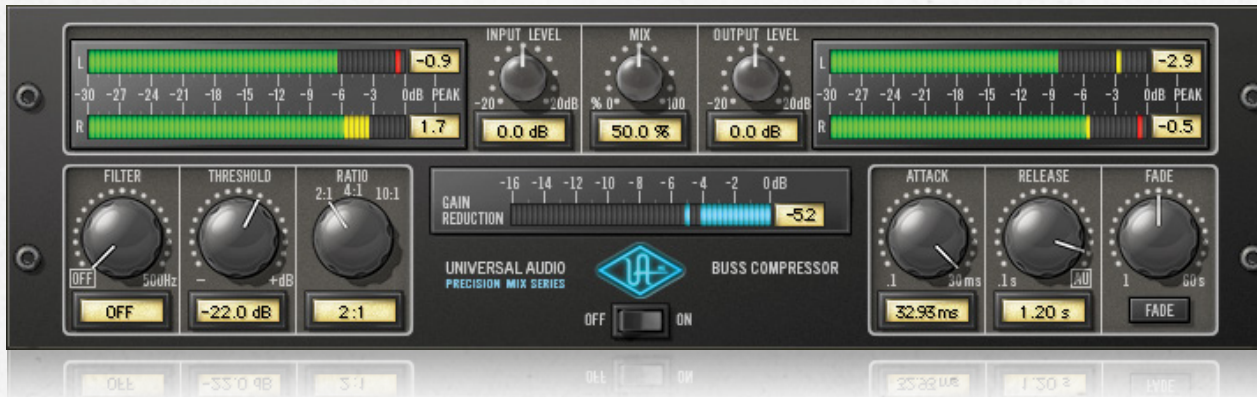 INPUT LEVEL
MIX
OUTPUT LEVEL
L
-0.9
L
-2.9
-30 -27 -24 -21 -18 -15 -12 -9 -6 -3 0dB PEAK
-20 20dB
% 0 100
-20 20dB
-30 -27 -24 -21 -18 -15 -12 -9 -6 -3 0dB PEAK
R
1.7
0.0 dB
50.0 %
0.0 dB
R
-0.5
FILTER
THRESHOLD
RATIO
2:1 4:1 10:1
OFF 500Hz
- +dB
OFF
-22.0 dB
2:1
-16 -14 -12 -10 -8 -6 -4 -2 0dB
GAIN
REDUCTION
-5.2
UNIVERSAL AUDIO
PRECISION MIX SERIES
UA
BUSS COMPRESSOR
OFF ON
ATTACK
RELEASE
FADE
.1 30ms
.1s AU
1 60s
32.93 ms
1.20 s
FADE